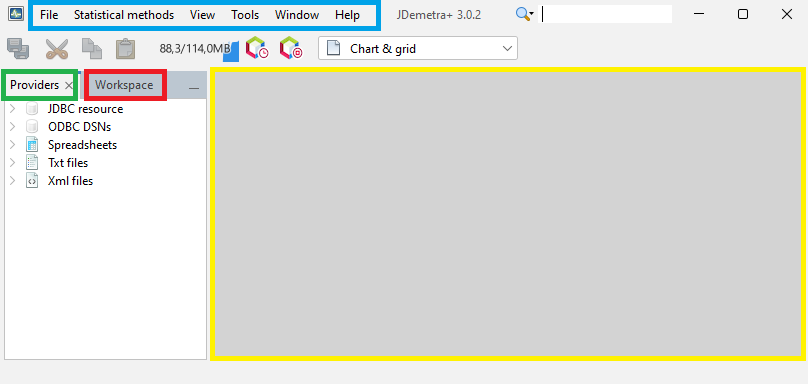 File Statistical methods View Tools Window Help JDemetra+ 3.0.2
88,3/114,0MB Chart & grid
Providers Workspace
JDBC resource
ODBC DSNs
Spreadsheets
Txt files
Xml files